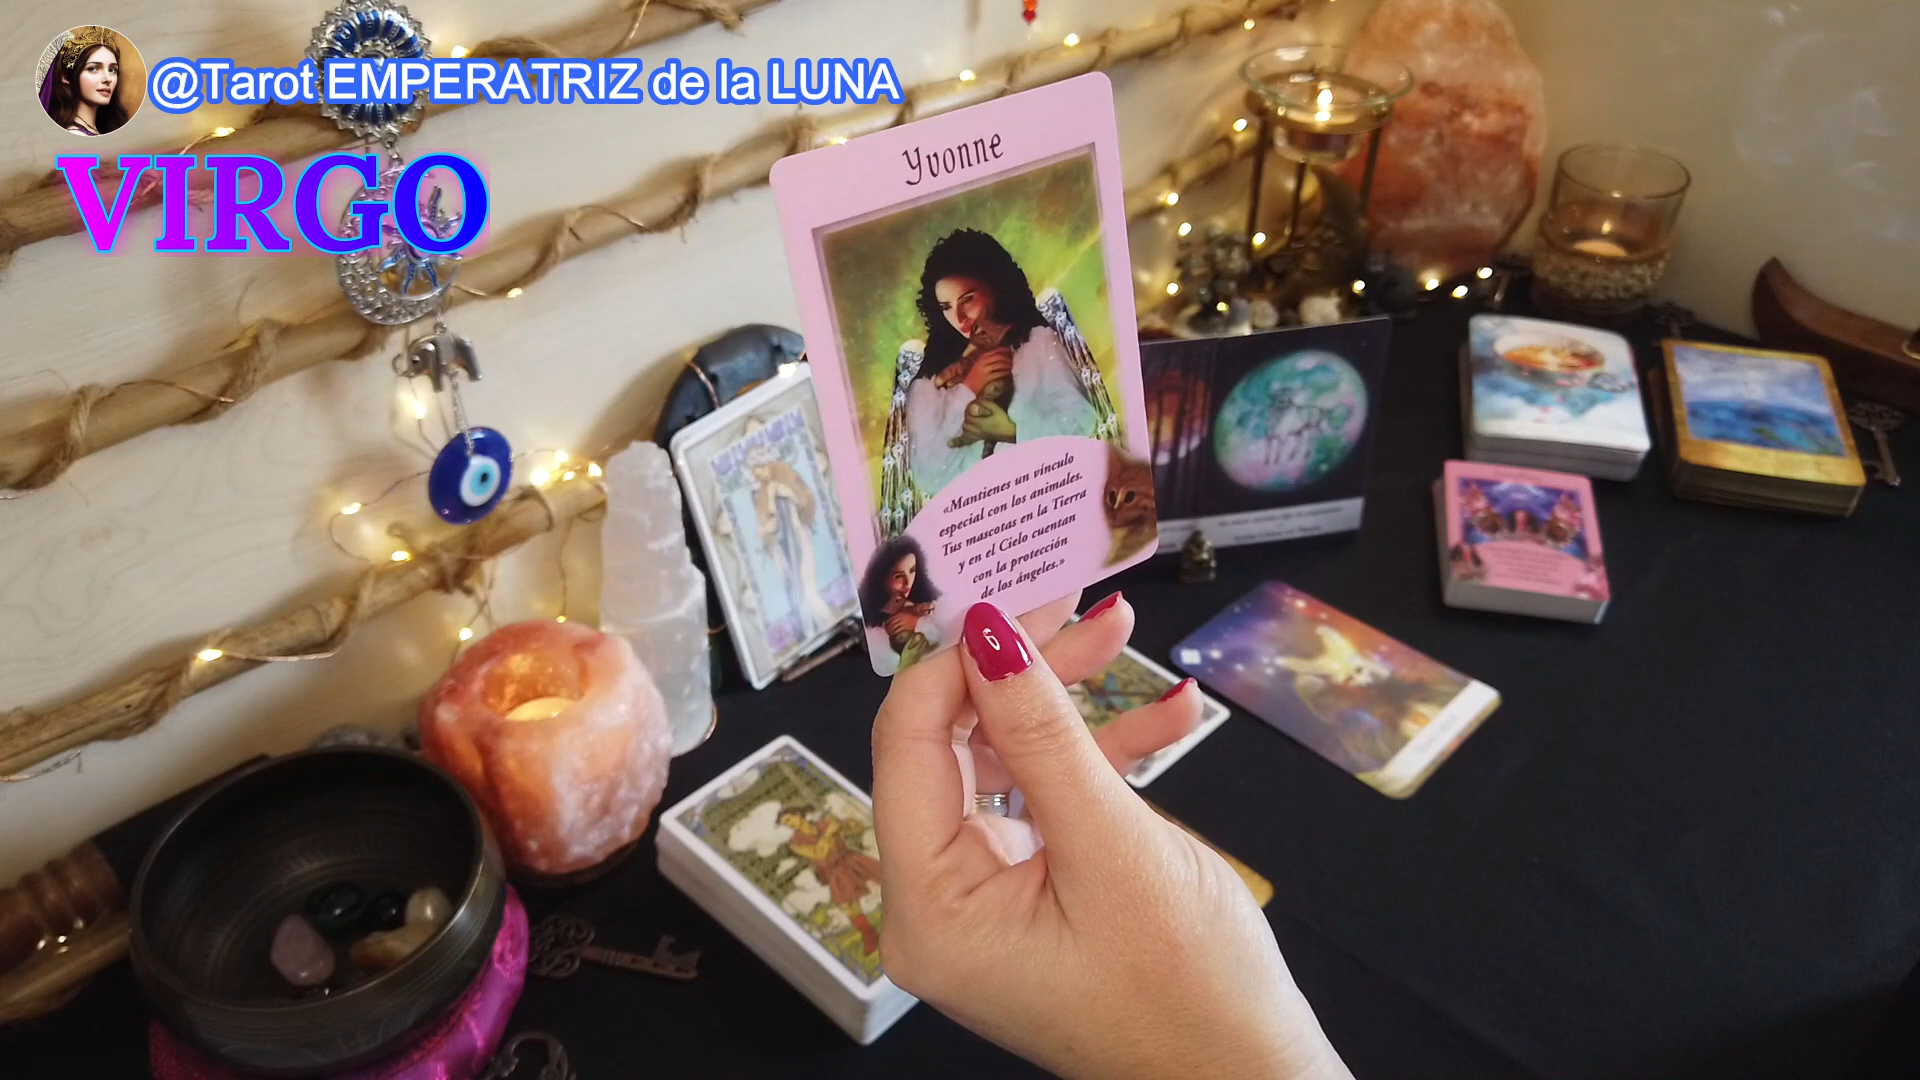 @Tarot EMPERATRIZ de la LUNA
VIRGO
Yvonne
«Mantienes un vínculo
especial con los animales.
Tus mascotas en la Tierra
y en el Cielo cuentan
con la protección
de los ángeles.»